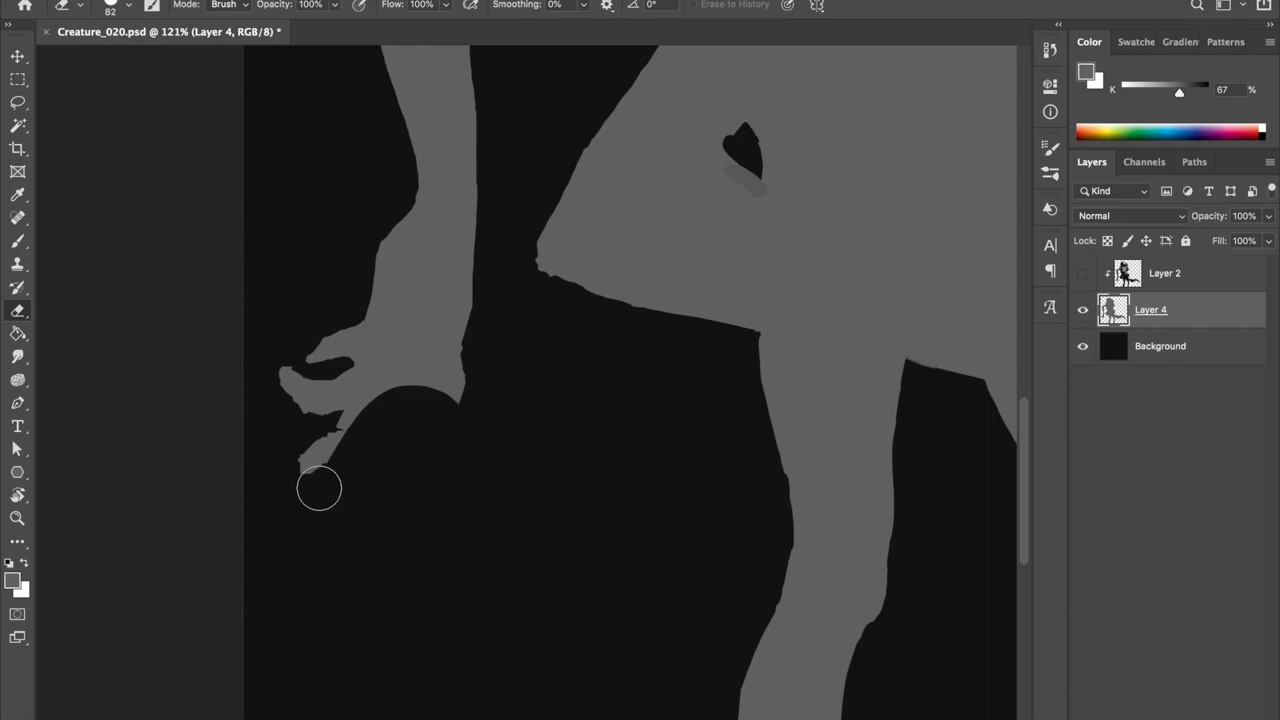 Mode: Brush Opacity: 100% Flow: 100% Smoothing: 0% 0° Erase to History
82
Creature_020.psd @ 121% (Layer 4, RGB/8) *
Color Swatche Gradien Patterns
K 67 %
Layers Channels Paths
Kind
Normal Opacity: 100%
Lock: Fill: 100%
Layer 2
Layer 4
Background